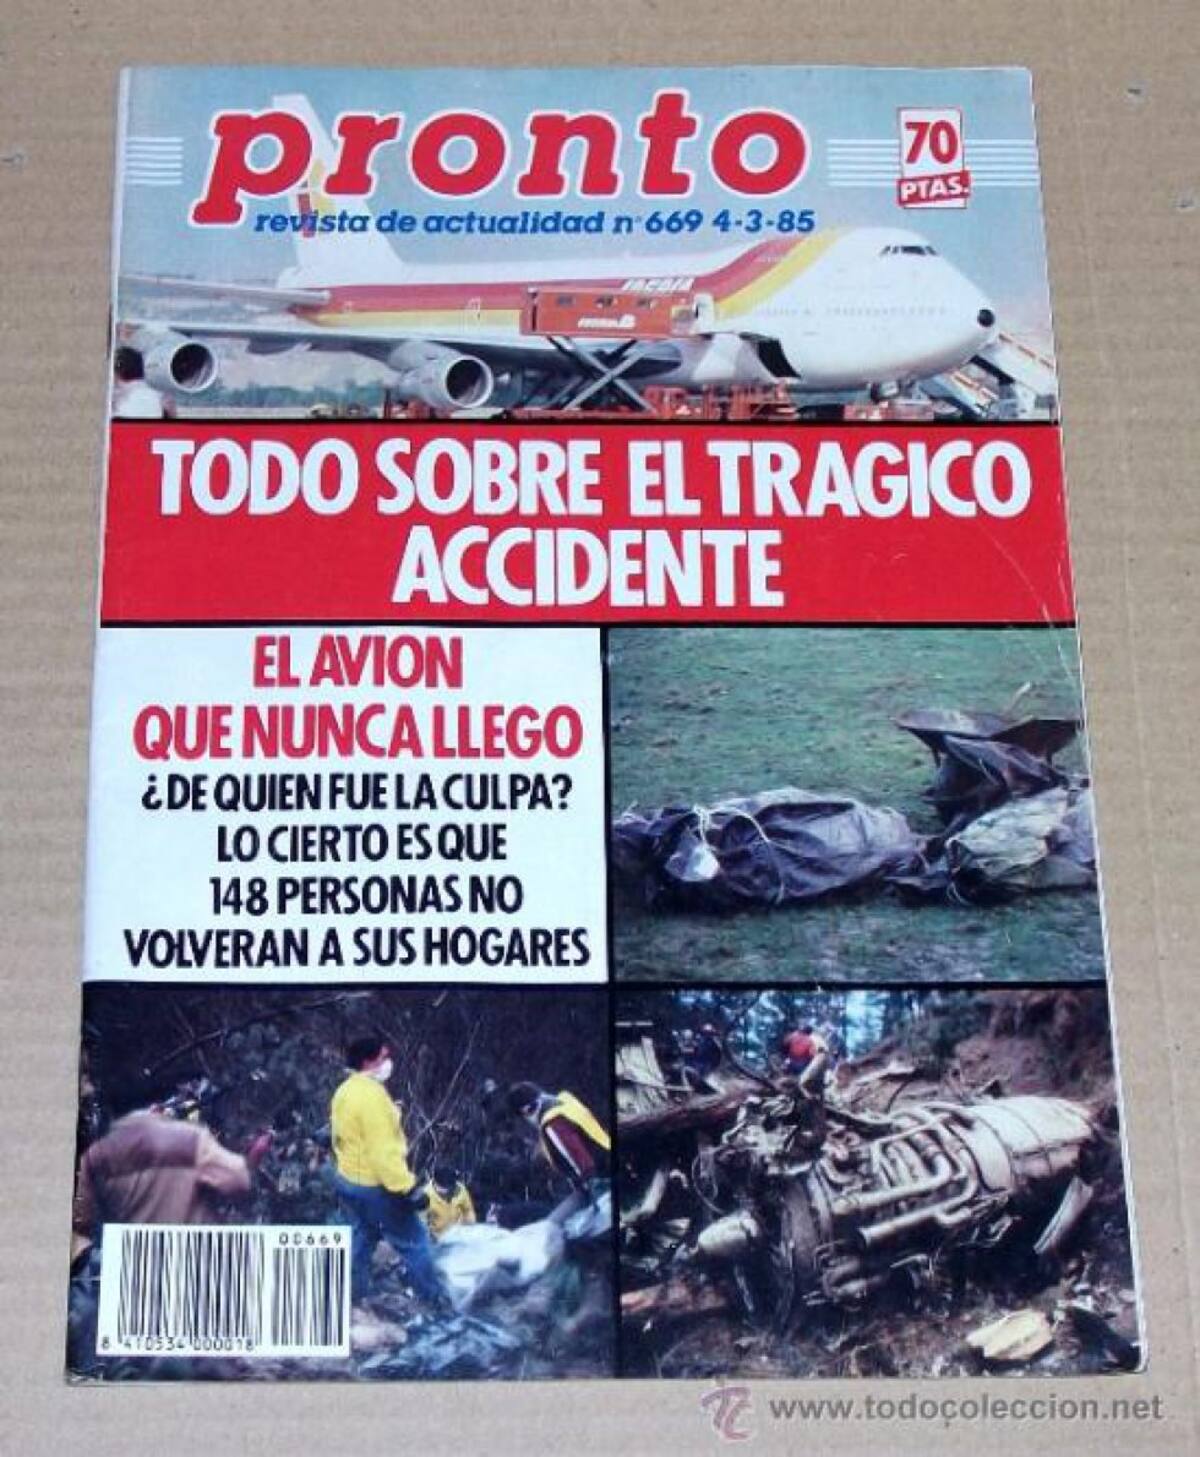 pronto
70
PTAS.
revista de actualidad nº 669 4-3-85
TODO SOBRE EL TRAGICO
ACCIDENTE
EL AVION
QUE NUNCA LLEGO
¿DE QUIEN FUE LA CULPA?
LO CIERTO ES QUE
148 PERSONAS NO
VOLVERAN A SUS HOGARES
00669
8 410534 000018
TC www.todocoleccion.net